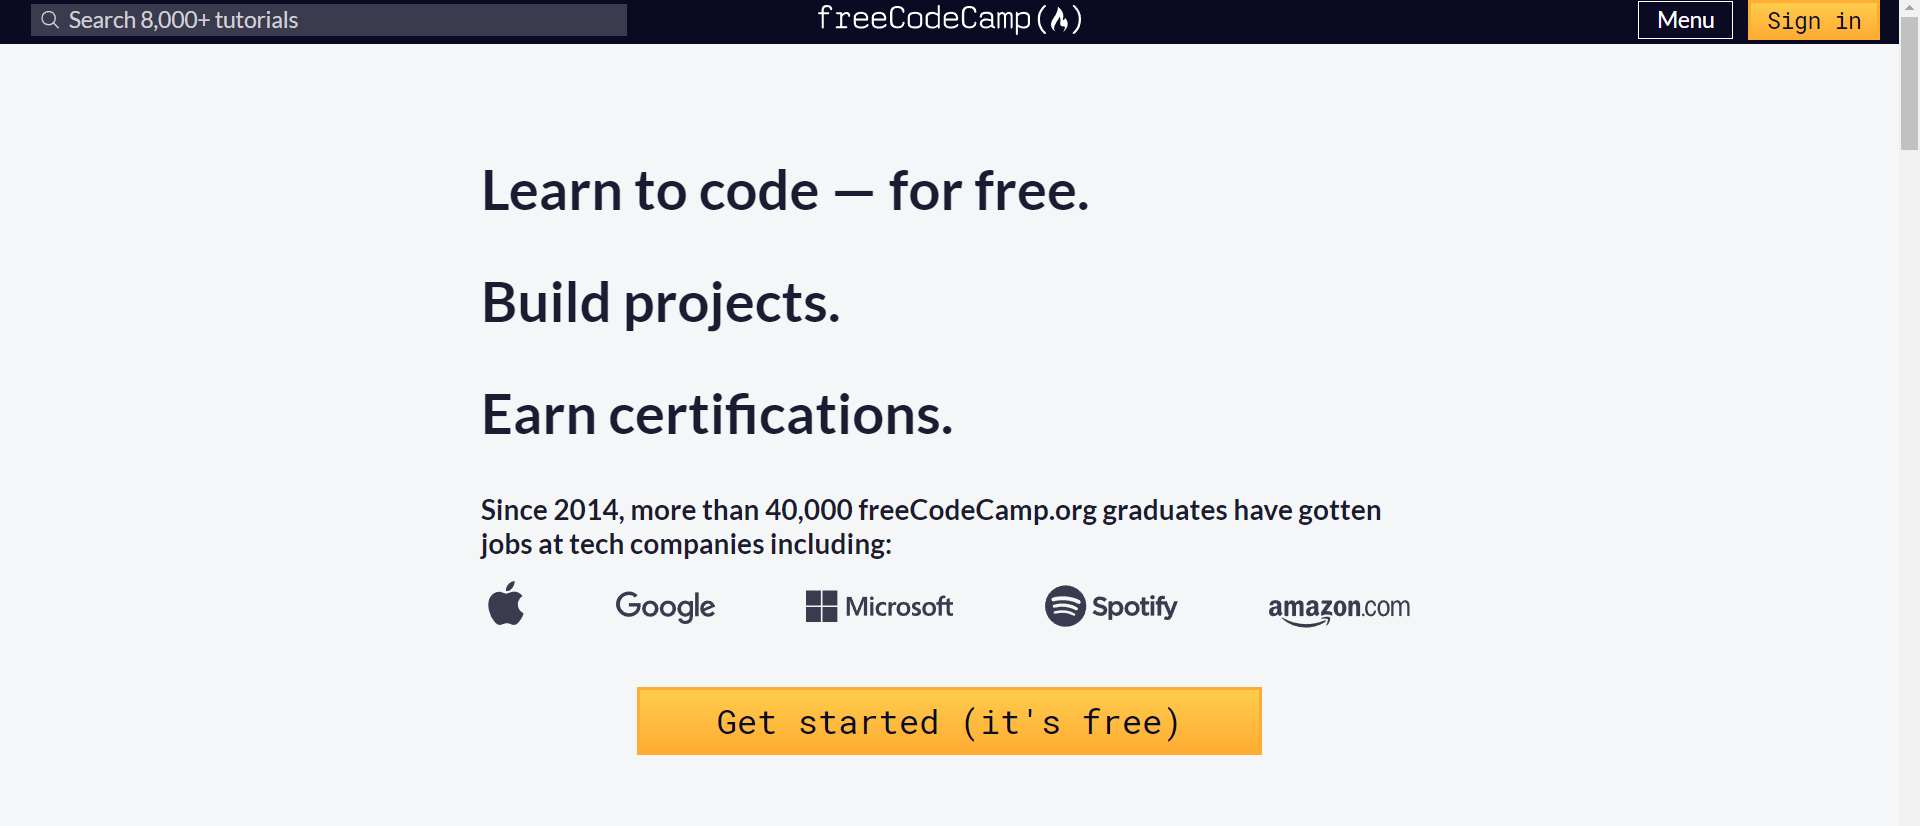 Search 8,000+ tutorials
freeCodeCamp(🔥)
Menu
Sign in
Learn to code — for free.
Build projects.
Earn certifications.
Since 2014, more than 40,000 freeCodeCamp.org graduates have gotten
jobs at tech companies including:
Google
Microsoft
Spotify
amazon.com
Get started (it's free)